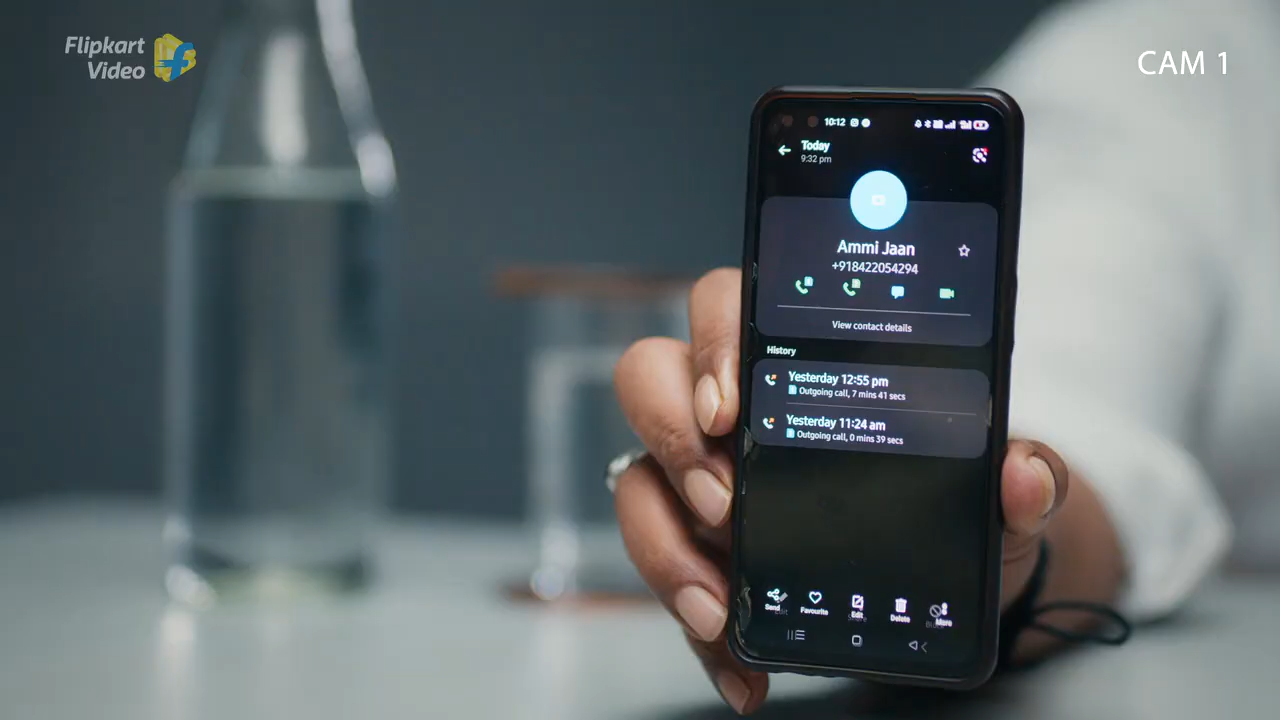 Flipkart
Video
CAM 1
10:12
Today
9:32 pm
Ammi Jaan
+918422054294
View contact details
History
Yesterday 12:55 pm
Outgoing call, 7 mins 41 secs
Yesterday 11:24 am
Outgoing call, 0 mins 39 secs
Send Favourite Edit Delete More